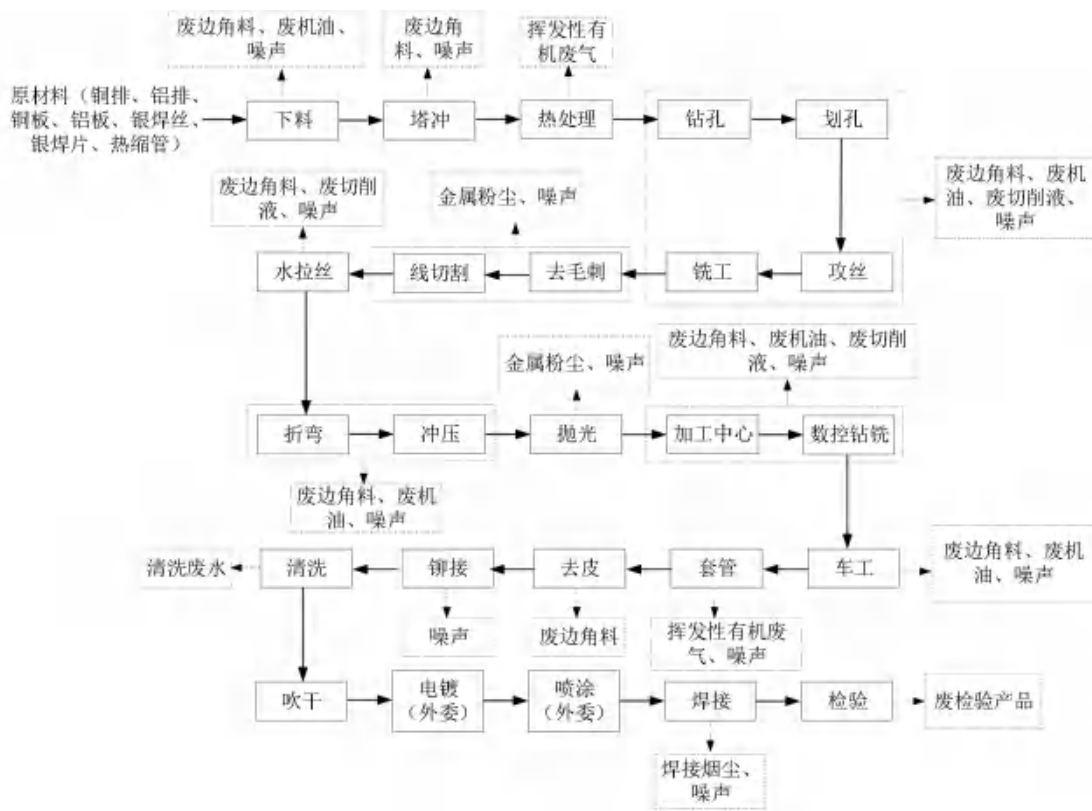 废边角料、废机油、
噪声
废边角
料、噪声
挥发性有
机废气
原材料（铜排、铝排、
铜板、铝板、银焊丝、
银焊片、热缩管）
下料
塔冲
热处理
钻孔
划孔
废边角料、废切削
液、噪声
金属粉尘、噪声
废边角料、废机
油、废切削液、
噪声
水拉丝
线切割
去毛刺
铣工
攻丝
金属粉尘、噪声
废边角料、废机油、废切削
液、噪声
折弯
冲压
抛光
加工中心
数控钻铣
废边角料、废机
油、噪声
清洗废水
清洗
铆接
去皮
套管
车工
废边角料、废机
油、噪声
噪声
废边角料
挥发性有机废
气、噪声
吹干
电镀
（外委）
喷涂
（外委）
焊接
检验
废检验产品
焊接烟尘、
噪声